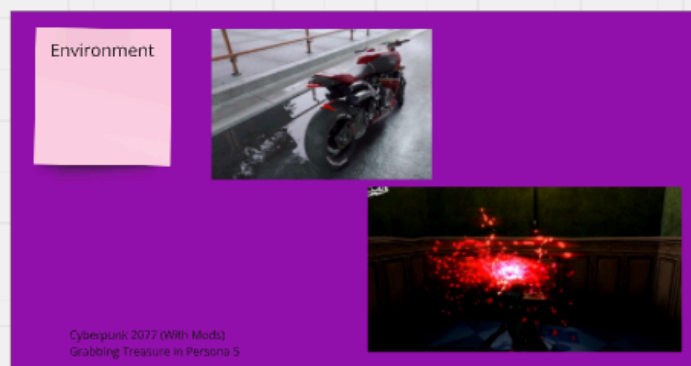 Environment
Cyberpunk 2077 (With Mods)
Grabbing Treasure in Persona 5